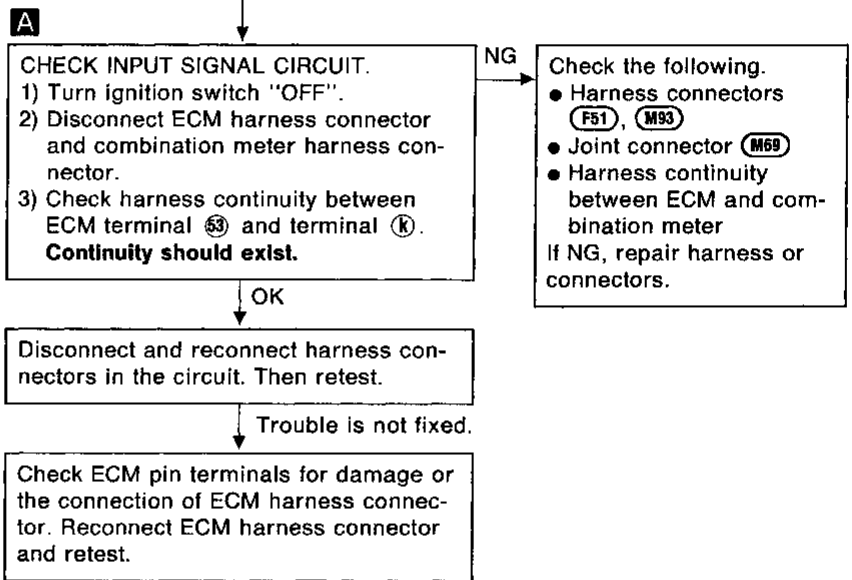 A
CHECK INPUT SIGNAL CIRCUIT.
1) Turn ignition switch "OFF".
2) Disconnect ECM harness connector
and combination meter harness con-
nector.
3) Check harness continuity between
ECM terminal 53 and terminal k.
Continuity should exist.
NG
Check the following.
• Harness connectors
F51, M93
• Joint connector M69
• Harness continuity
between ECM and com-
bination meter
If NG, repair harness or
connectors.
OK
Disconnect and reconnect harness con-
nectors in the circuit. Then retest.
Trouble is not fixed.
Check ECM pin terminals for damage or
the connection of ECM harness connec-
tor. Reconnect ECM harness connector
and retest.